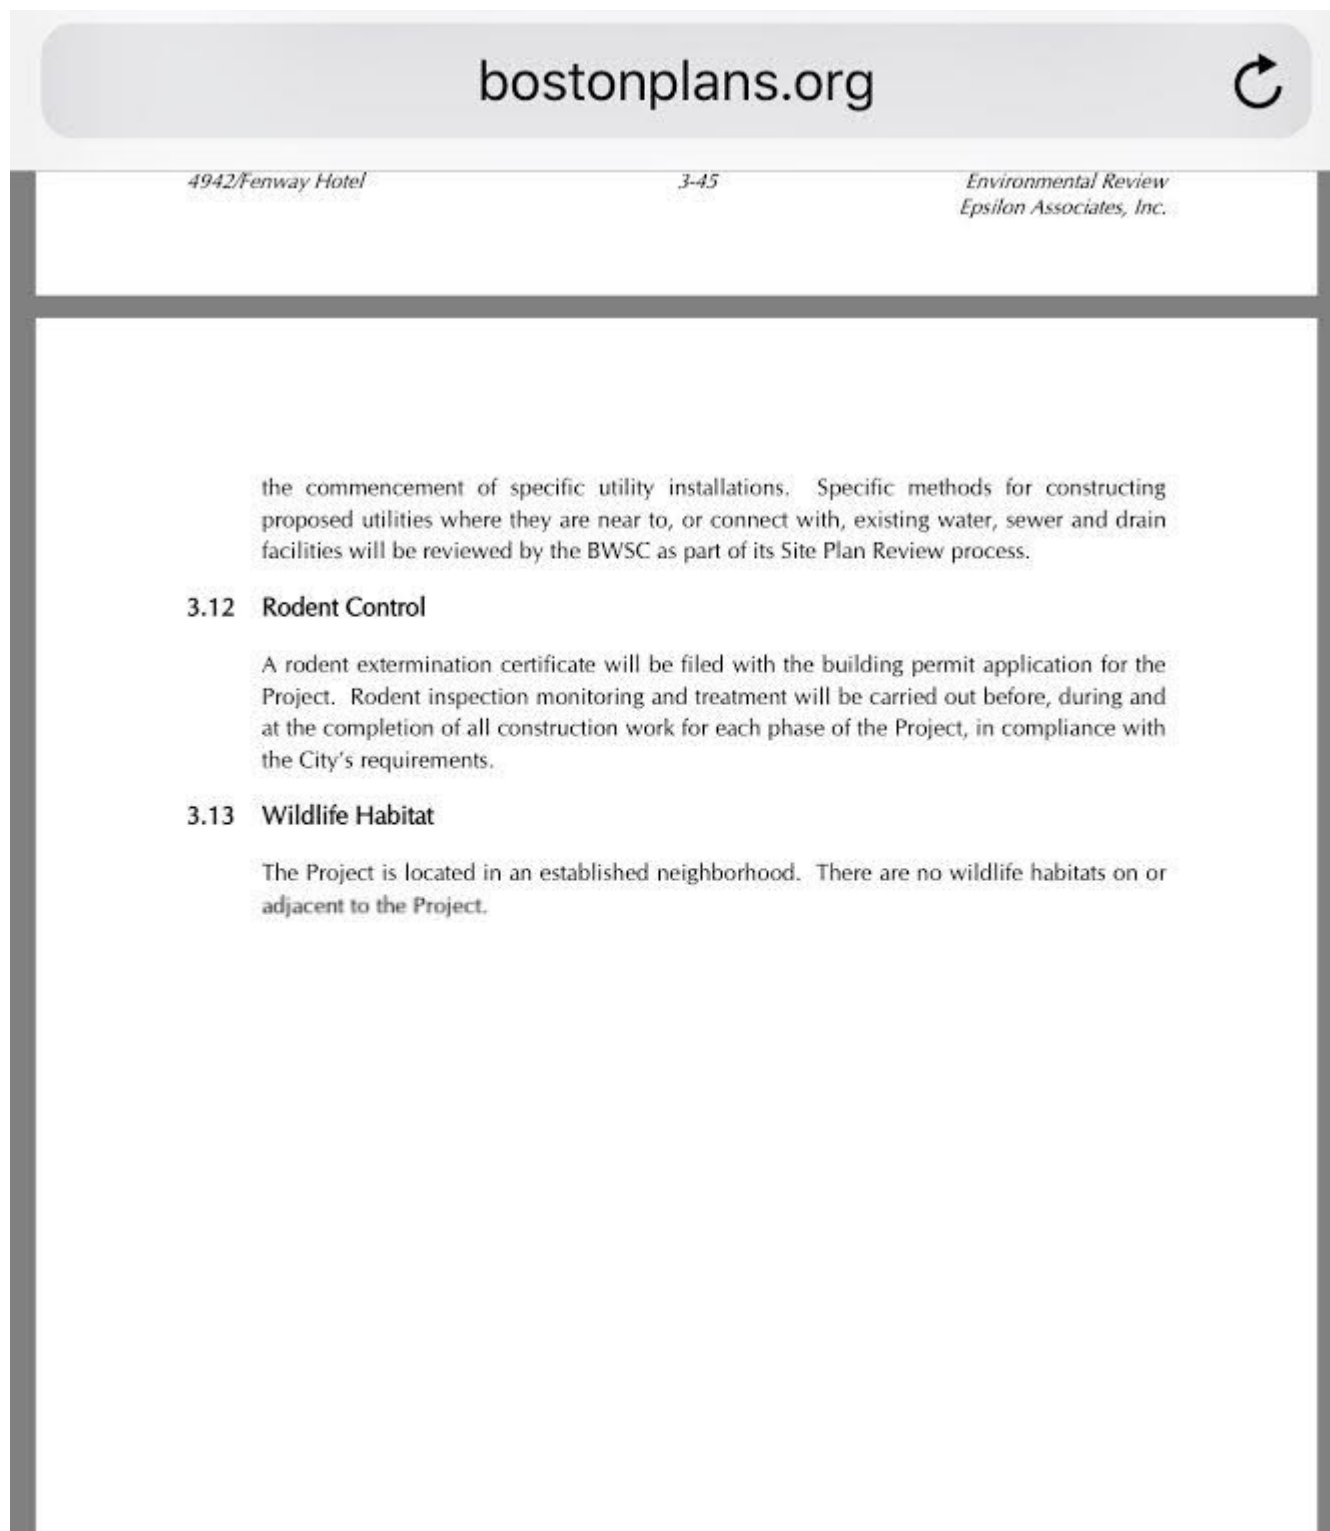 bostonplans.org
4942/Fenway Hotel 3-45 Environmental Review
Epsilon Associates, Inc.
the commencement of specific utility installations. Specific methods for constructing
proposed utilities where they are near to, or connect with, existing water, sewer and drain
facilities will be reviewed by the BWSC as part of its Site Plan Review process.
3.12 Rodent Control
A rodent extermination certificate will be filed with the building permit application for the
Project. Rodent inspection monitoring and treatment will be carried out before, during and
at the completion of all construction work for each phase of the Project, in compliance with
the City's requirements.
3.13 Wildlife Habitat
The Project is located in an established neighborhood. There are no wildlife habitats on or
adjacent to the Project.